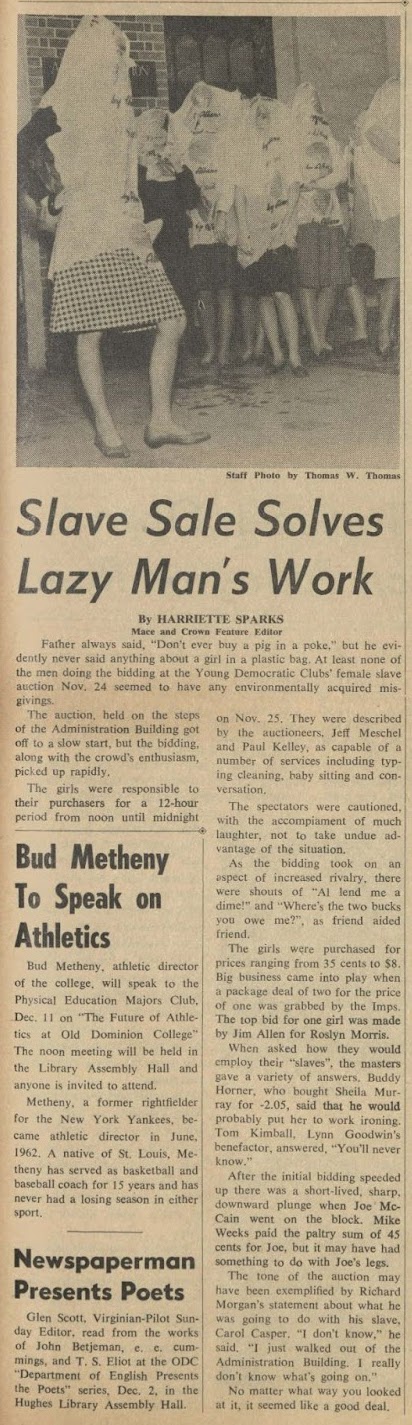 Staff Photo by Thomas W. Thomas
Slave Sale Solves
Lazy Man's Work
By HARRIETTE SPARKS
Mace and Crown Feature Editor
Father always said, "Don't ever buy a pig in a poke," but he evi-
dently never said anything about a girl in a plastic bag. At least none of
the men doing the bidding at the Young Democratic Clubs' female slave
auction Nov. 24 seemed to have any environmentally acquired mis-
givings.
The auction, held on the steps
of the Administration Building got
off to a slow start, but the bidding,
along with the crowd's enthusiasm,
picked up rapidly.
The girls were responsible to
their purchasers for a 12-hour
period from noon until midnight
on Nov. 25. They were described
by the auctioneers, Jeff Meschel
and Paul Kelley, as capable of a
number of services including typ-
ing cleaning, baby sitting and con-
versation.
The spectators were cautioned,
with the accompiament of much
laughter, not to take undue ad-
vantage of the situation.
As the bidding took on an
aspect of increased rivalry, there
were shouts of "Al lend me a
dime!" and "Where's the two bucks
you owe me?", as friend aided
friend.
The girls were purchased for
prices ranging from 35 cents to $8.
Big business came into play when
a package deal of two for the price
of one was grabbed by the Imps.
The top bid for one girl was made
by Jim Allen for Roslyn Morris.
When asked how they would
employ their "slaves", the masters
gave a variety of answers. Buddy
Horner, who bought Sheila Mur-
ray for -2.05, said that he would
probably put her to work ironing.
Tom Kimball, Lynn Goodwin's
benefactor, answered, "You'll never
know."
After the initial bidding speeded
up there was a short-lived, sharp,
downward plunge when Joe Mc-
Cain went on the block. Mike
Weeks paid the paltry sum of 45
cents for Joe, but it may have had
something to do with Joe's legs.
The tone of the auction may
have been exemplified by Richard
Morgan's statement about what he
was going to do with his slave,
Carol Casper, "I don't know," he
said. "I just walked out of the
Administration Building. I really
don't know what's going on."
No matter what way you looked
at it, it seemed like a good deal.
Bud Metheny
To Speak on
Athletics
Bud Metheny, athletic director
of the college, will speak to the
Physical Education Majors Club,
Dec. 11 on "The Future of Athle-
tics at Old Dominion College"
The noon meeting will be held in
the Library Assembly Hall and
anyone is invited to attend.
Metheny, a former rightfielder
for the New York Yankees, be-
came athletic director in June,
1962. A native of St. Louis, Me-
theny has served as basketball and
baseball coach for 15 years and has
never had a losing season in either
sport.
Newspaperman
Presents Poets
Glen Scott, Virginian-Pilot Sun-
day Editor, read from the works
of John Betjeman, e. e. cum-
mings, and T. S. Eliot at the ODC
"Department of English Presents
the Poets" series, Dec. 2, in the
Hughes Library Assembly Hall.